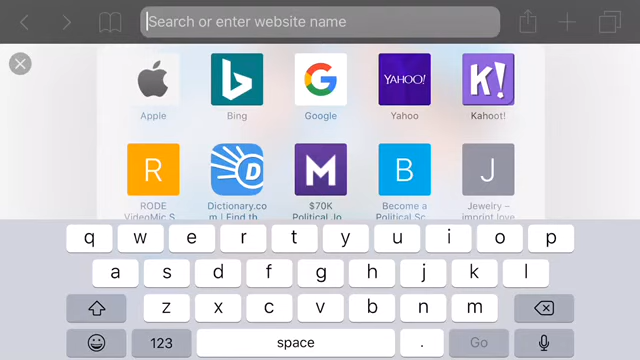 Search or enter website name
YAHOO!
K!
Apple
Bing
Google
Yahoo
Kahoot!
R
D
M
B
J
RODE
VideoMic S
Dictionary.co
m | Find th
$70K
Political Jo
Become a
Political Sc
Jewelry –
imprint love
q w e r t y u i o p
a s d f g h j k l
z x c v b n m
123
space
.
Go